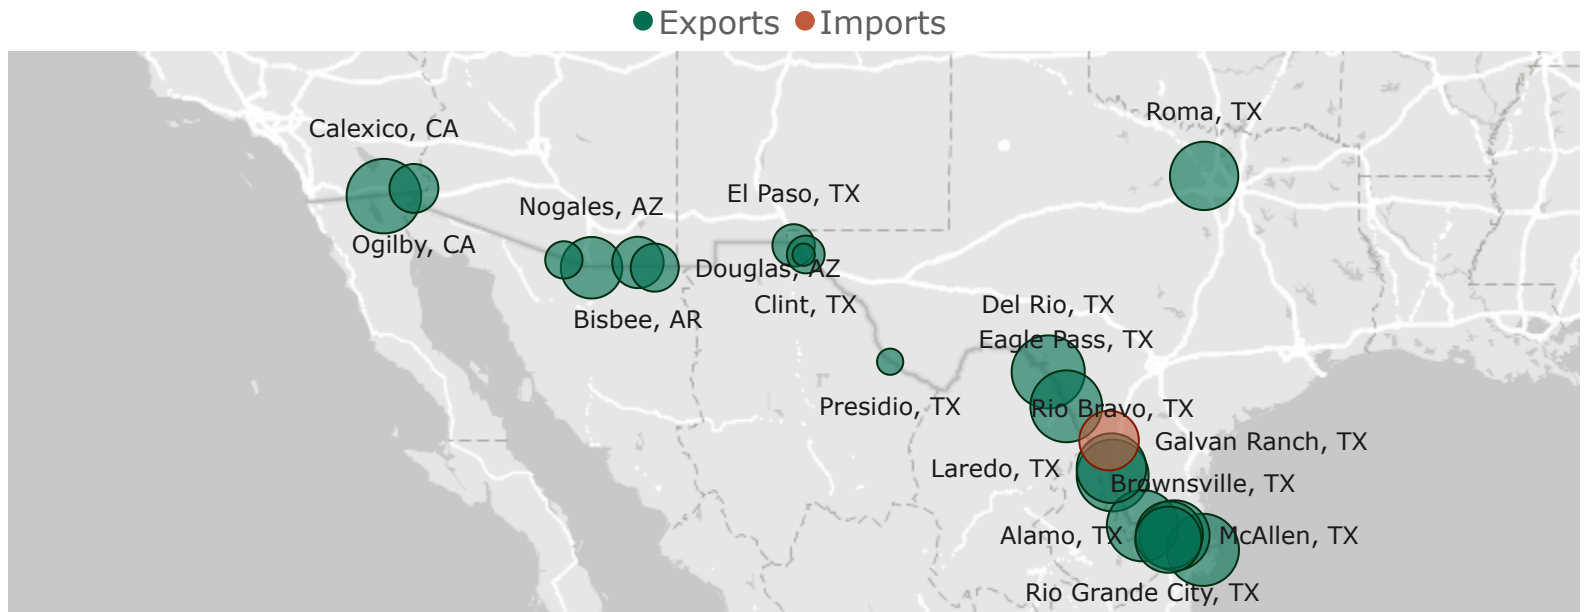 Exports Imports
Roma, TX
Calexico, CA
El Paso, TX
Nogales, AZ
Ogilby, CA
Douglas, AZ
Clint, TX
Del Rio, TX
Bisbee, AR
Eagle Pass, TX
Presidio, TX
Rio Bravo, TX
Galvan Ranch, TX
Laredo, TX
Brownsville, TX
Alamo, TX
McAllen, TX
Rio Grande City, TX